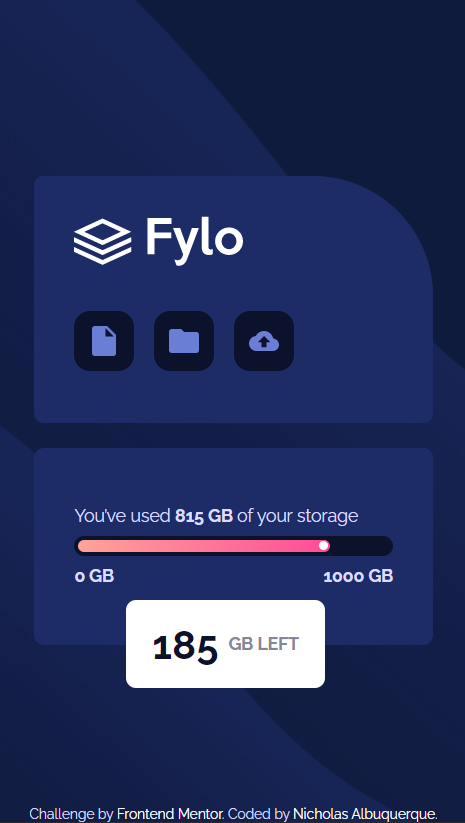 Fylo
You've used 815 GB of your storage
0 GB 1000 GB
185 GB LEFT
Challenge by Frontend Mentor. Coded by Nicholas Albuquerque.